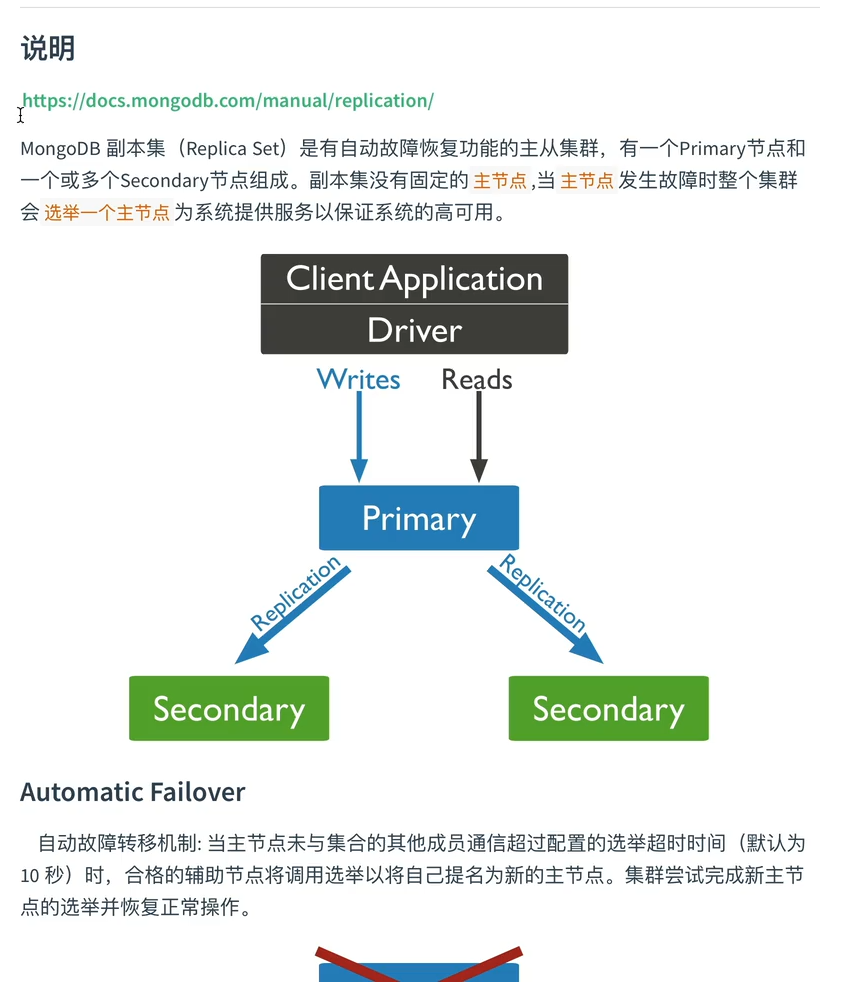 说明
https://docs.mongodb.com/manual/replication/
MongoDB 副本集（Replica Set）是有自动故障恢复功能的主从集群，有一个Primary节点和
一个或多个Secondary节点组成。副本集没有固定的 主节点 ,当 主节点 发生故障时整个集群
会 选举一个主节点 为系统提供服务以保证系统的高可用。
Client Application
Driver
Writes Reads
Primary
Replication Replication
Secondary Secondary
Automatic Failover
自动故障转移机制: 当主节点未与集合的其他成员通信超过配置的选举超时时间（默认为
10 秒）时，合格的辅助节点将调用选举以将自己提名为新的主节点。集群尝试完成新主节
点的选举并恢复正常操作。